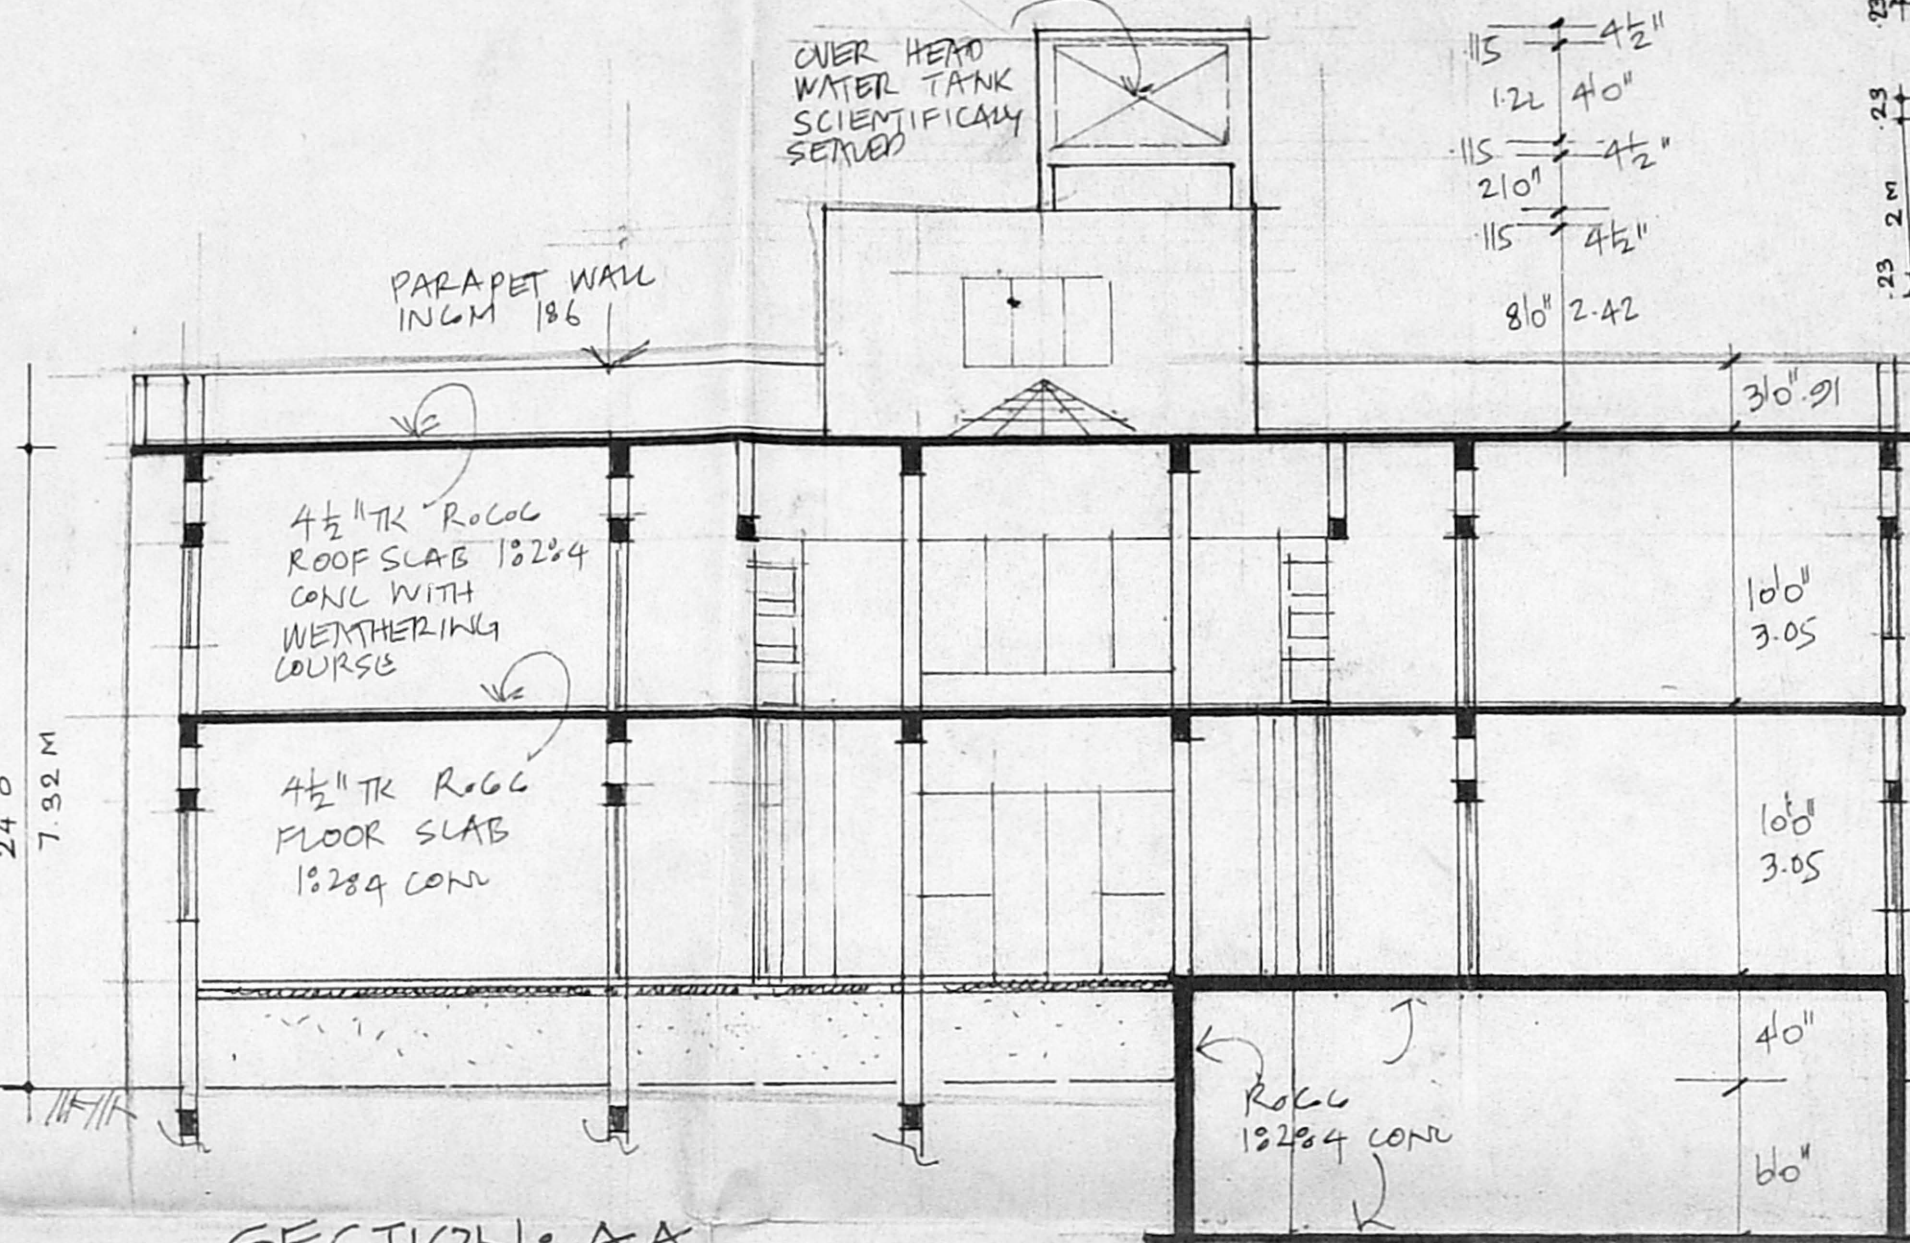 OVER HEAD
WATER TANK
SCIENTIFICALY
SEALED
.115 4½"
1.22 4'0"
.115 4½"
2'0"
.115 4½"
8'0" 2.42
.23
.23
2 M
.23
PARAPET WALL
IN CM 1:6
3'0" .91
4½" TK R.C.C
ROOF SLAB 1:2:4
CONC WITH
WEATHERING
COURSE
10'0"
3.05
7.32 M
4½" TK R.C.C
FLOOR SLAB
1:2:4 CONC
10'0"
3.05
4'0"
R.C.C
1:2:4 CONC
6'0"
SECTION: AA